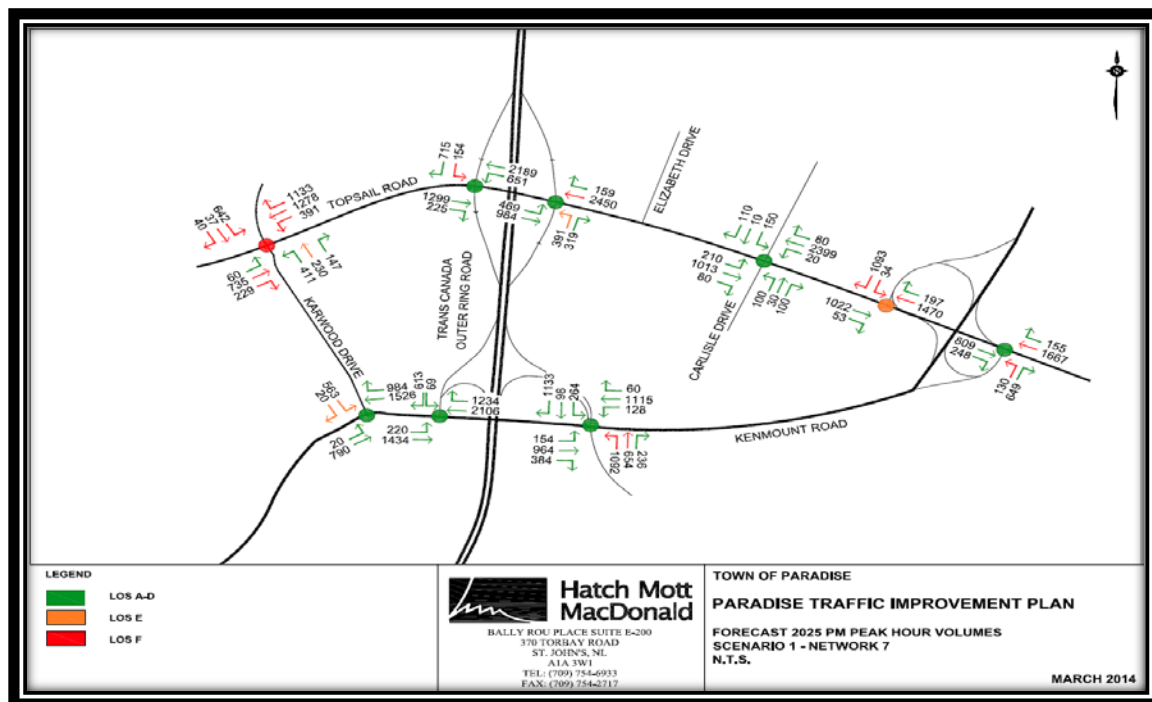 ELIZABETH DRIVE
715
154
2189
651
TOPSAIL ROAD
159
2450
1133
1278
391
642
37
40
1299
225
469
984
391
319
110
10
150
60
2399
20
210
1013
80
147
230
411
60
229
TRANS CANADA
OUTER RING ROAD
100
30
100
1093
34
197
1470
1022
53
KARWOOD DRIVE
CARLISLE DRIVE
609
248
155
1667
130
649
563
20
984
1526
613
69
1234
2106
1133
98
264
60
1115
128
KENMOUNT ROAD
20
790
220
1434
154
964
384
1092
654
236
LEGEND
LOS A-D
LOS E
LOS F
Hatch Mott
MacDonald
BALLY ROU PLACE SUITE E-200
370 TORBAY ROAD
ST. JOHN'S, NL
A1A 3W1
TEL: (709) 754-6933
FAX: (709) 754-2717
TOWN OF PARADISE
PARADISE TRAFFIC IMPROVEMENT PLAN
FORECAST 2025 PM PEAK HOUR VOLUMES
SCENARIO 1 - NETWORK 7
N.T.S.
MARCH 2014